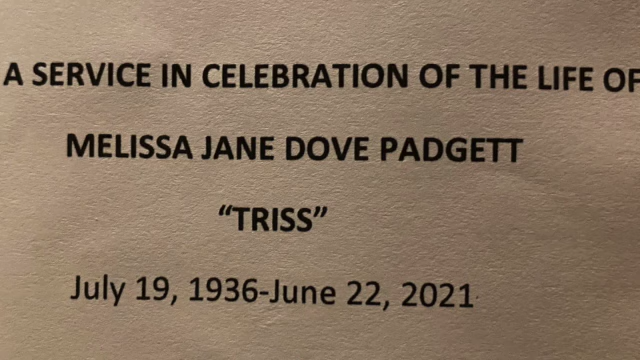 A SERVICE IN CELEBRATION OF THE LIFE OF
MELISSA JANE DOVE PADGETT
“TRISS”
July 19, 1936-June 22, 2021